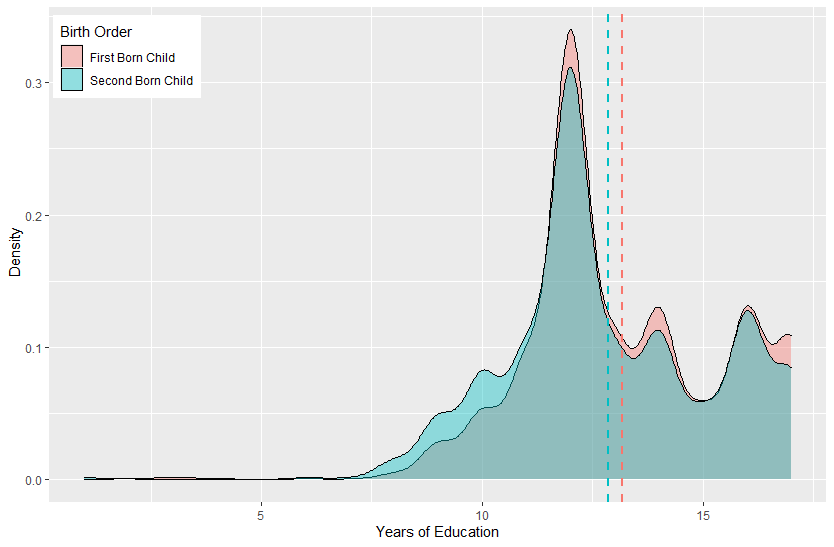 Birth Order
First Born Child
Second Born Child
0.3
0.2
0.1
0.0
Density
5
10
15
Years of Education